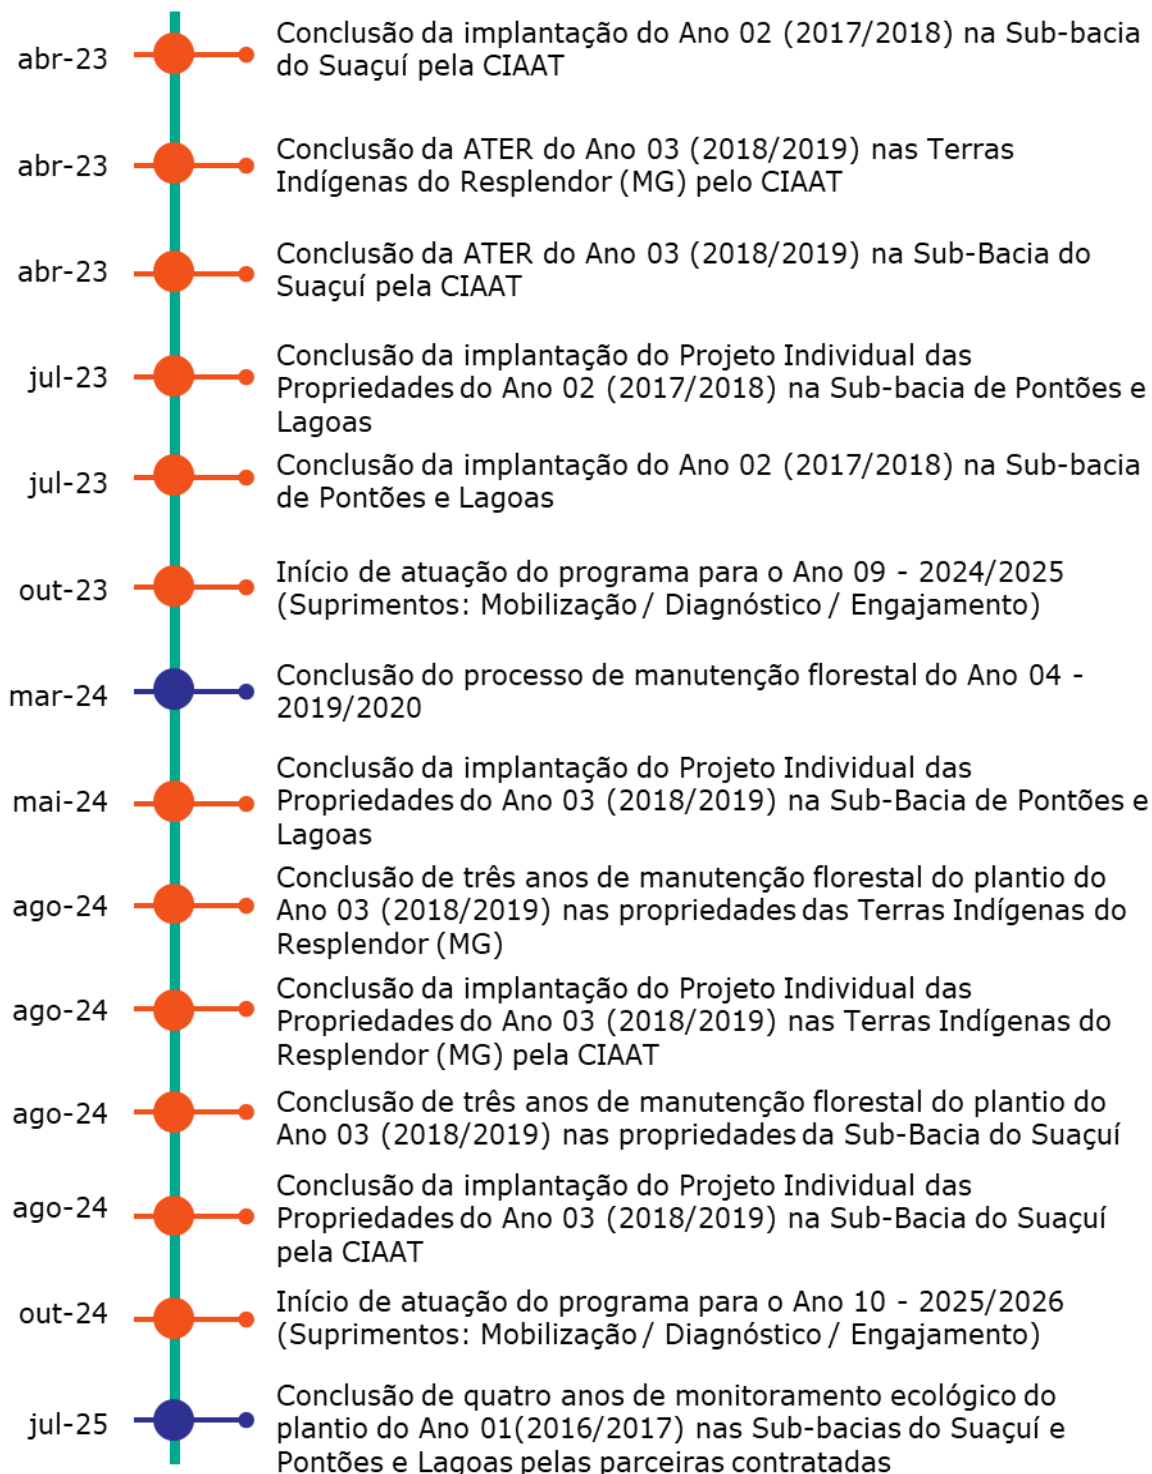 abr-23
Conclusão da implantação do Ano 02 (2017/2018) na Sub-bacia
do Suaçuí pela CIAAT
abr-23
Conclusão da ATER do Ano 03 (2018/2019) nas Terras
Indígenas do Resplendor (MG) pelo CIAAT
abr-23
Conclusão da ATER do Ano 03 (2018/2019) na Sub-Bacia do
Suaçuí pela CIAAT
jul-23
Conclusão da implantação do Projeto Individual das
Propriedades do Ano 02 (2017/2018) na Sub-bacia de Pontões e
Lagoas
jul-23
Conclusão da implantação do Ano 02 (2017/2018) na Sub-bacia
de Pontões e Lagoas
out-23
Início de atuação do programa para o Ano 09 - 2024/2025
(Suprimentos: Mobilização / Diagnóstico / Engajamento)
mar-24
Conclusão do processo de manutenção florestal do Ano 04 -
2019/2020
mai-24
Conclusão da implantação do Projeto Individual das
Propriedades do Ano 03 (2018/2019) na Sub-Bacia de Pontões e
Lagoas
ago-24
Conclusão de três anos de manutenção florestal do plantio do
Ano 03 (2018/2019) nas propriedades das Terras Indígenas do
Resplendor (MG)
ago-24
Conclusão da implantação do Projeto Individual das
Propriedades do Ano 03 (2018/2019) nas Terras Indígenas do
Resplendor (MG) pela CIAAT
ago-24
Conclusão de três anos de manutenção florestal do plantio do
Ano 03 (2018/2019) nas propriedades da Sub-Bacia do Suaçuí
ago-24
Conclusão da implantação do Projeto Individual das
Propriedades do Ano 03 (2018/2019) na Sub-Bacia do Suaçuí
pela CIAAT
out-24
Início de atuação do programa para o Ano 10 - 2025/2026
(Suprimentos: Mobilização / Diagnóstico / Engajamento)
jul-25
Conclusão de quatro anos de monitoramento ecológico do
plantio do Ano 01(2016/2017) nas Sub-bacias do Suaçuí e
Pontões e Lagoas pelas parceiras contratadas